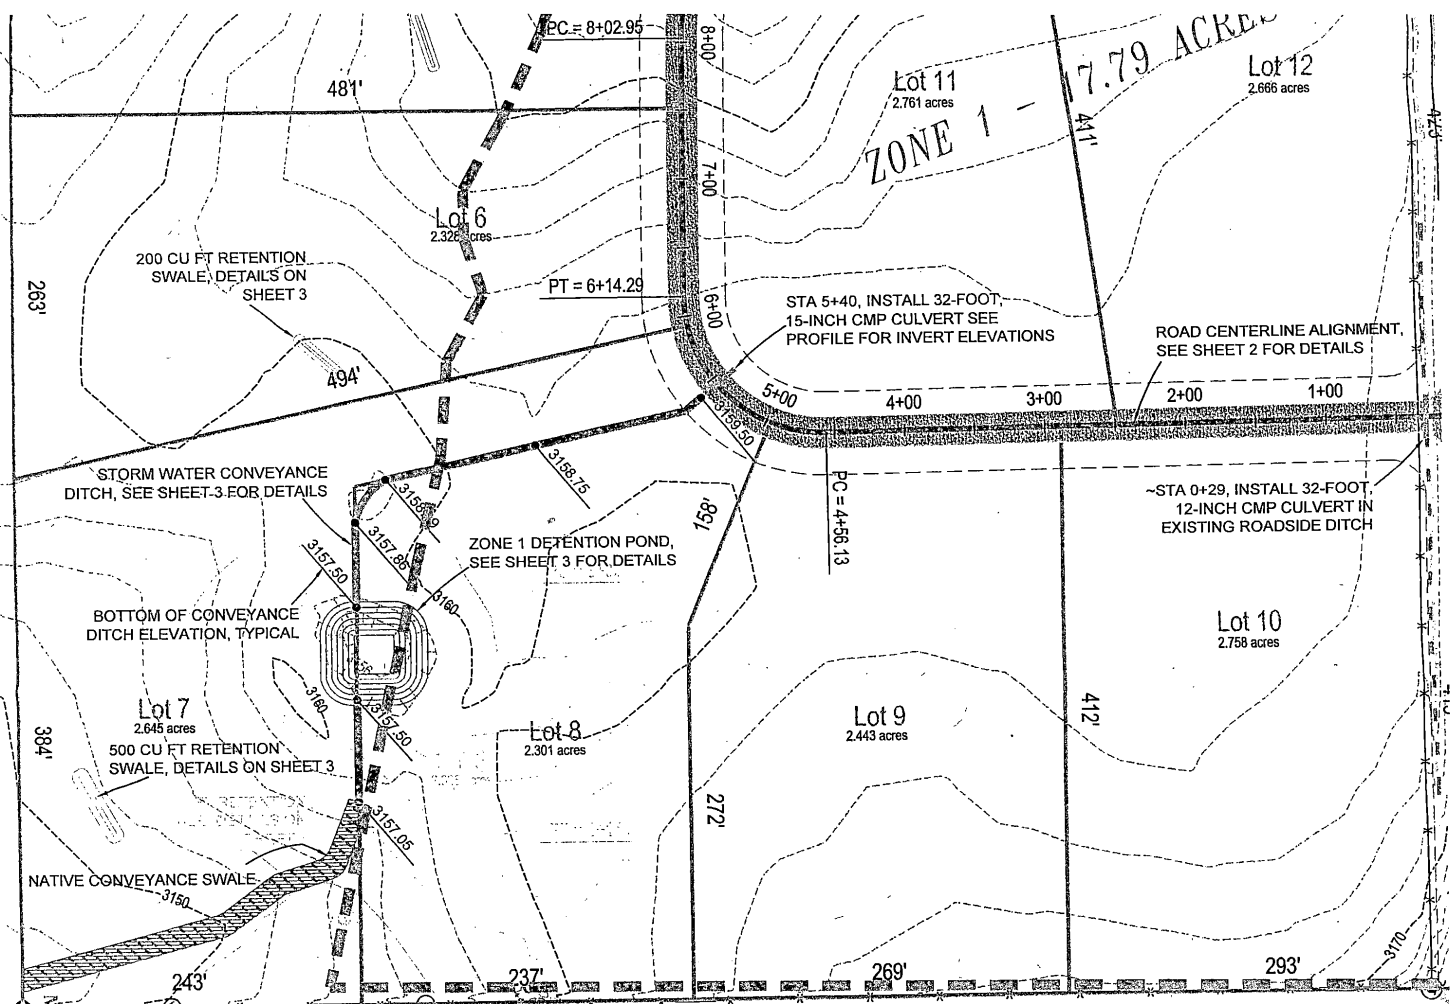 PC = 8+02.95
8+00
ZONE 1 - 17.79 ACRES
Lot 11
2.761 acres
Lot 12
2.666 acres
481'
411'
423'
7+00
Lot 6
200 CU FT RETENTION
SWALE, DETAILS ON
SHEET 3
263'
PT = 6+14.29
6+00
STA 5+40, INSTALL 32-FOOT,
15-INCH CMP CULVERT SEE
PROFILE FOR INVERT ELEVATIONS
ROAD CENTERLINE ALIGNMENT,
SEE SHEET 2 FOR DETAILS
494'
5+00
4+00
3+00
2+00
1+00
3159.50
STORM WATER CONVEYANCE
DITCH, SEE SHEET 3 FOR DETAILS
3158.75
158'
PC = 4+56.13
~STA 0+29, INSTALL 32-FOOT,
12-INCH CMP CULVERT IN
EXISTING ROADSIDE DITCH
3157.86
3157.50
ZONE 1 DETENTION POND,
SEE SHEET 3 FOR DETAILS
3160
BOTTOM OF CONVEYANCE
DITCH ELEVATION, TYPICAL
Lot 10
2.758 acres
3160
Lot 7
2.645 acres
3157.50
Lot 8
2.301 acres
Lot 9
2.443 acres
412'
384'
500 CU FT RETENTION
SWALE, DETAILS ON SHEET 3
272'
3157.05
NATIVE CONVEYANCE SWALE
3150
3170
243'
237'
269'
293'